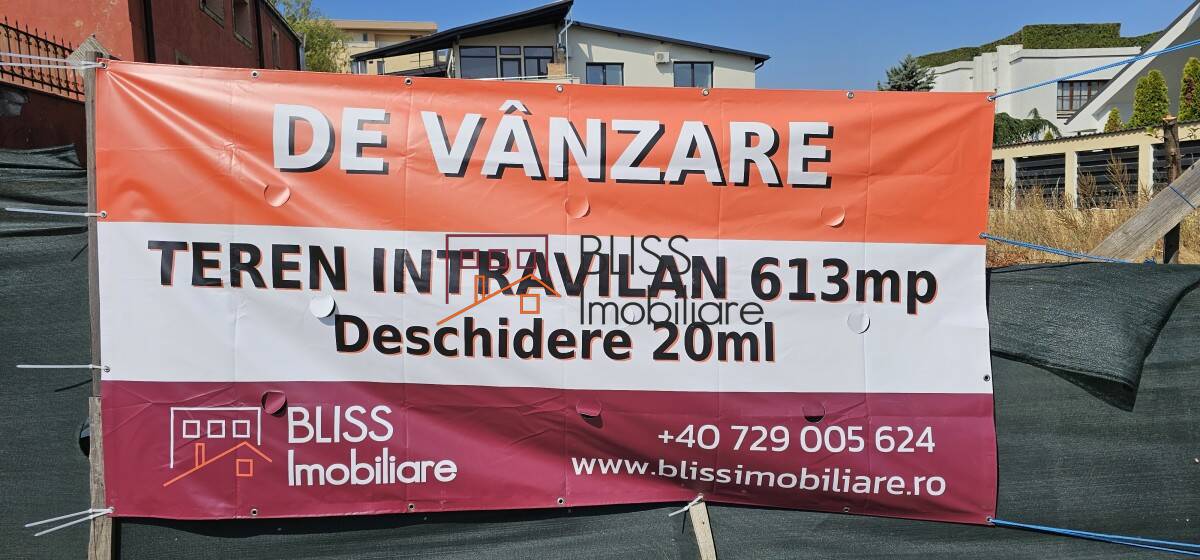 DE VÂNZARE
TEREN INTRAVILAN 613mp
BLISS
Imobiliare
Deschidere 20ml
BLISS
Imobiliare
+40 729 005 624
www.blissimobiliare.ro